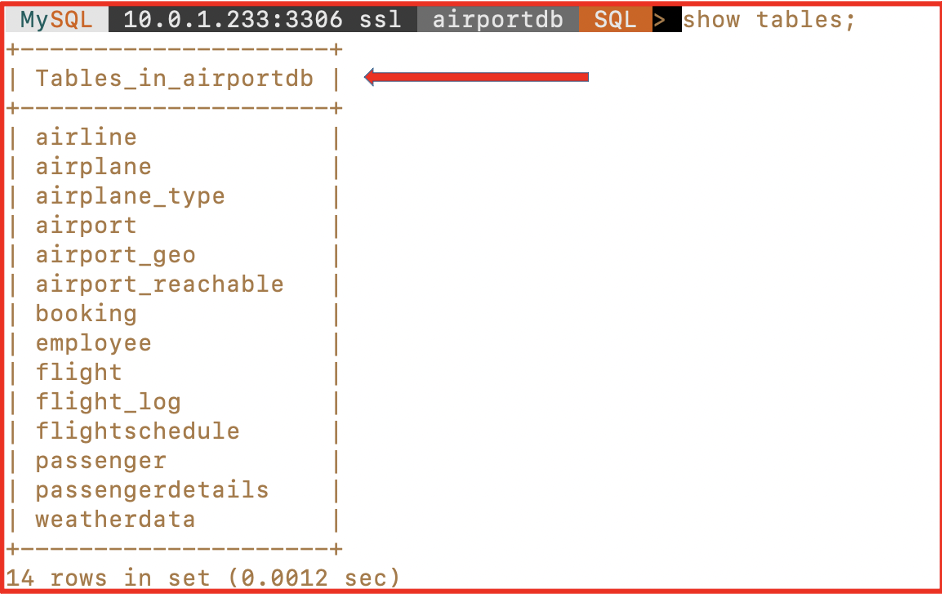 MySQL 10.0.1.233:3306 ssl airportdb SQL > show tables;
+----------------------+
| Tables_in_airportdb |
+----------------------+
| airline |
| airplane |
| airplane_type |
| airport |
| airport_geo |
| airport_reachable |
| booking |
| employee |
| flight |
| flight_log |
| flightschedule |
| passenger |
| passengerdetails |
| weatherdata |
+----------------------+
14 rows in set (0.0012 sec)